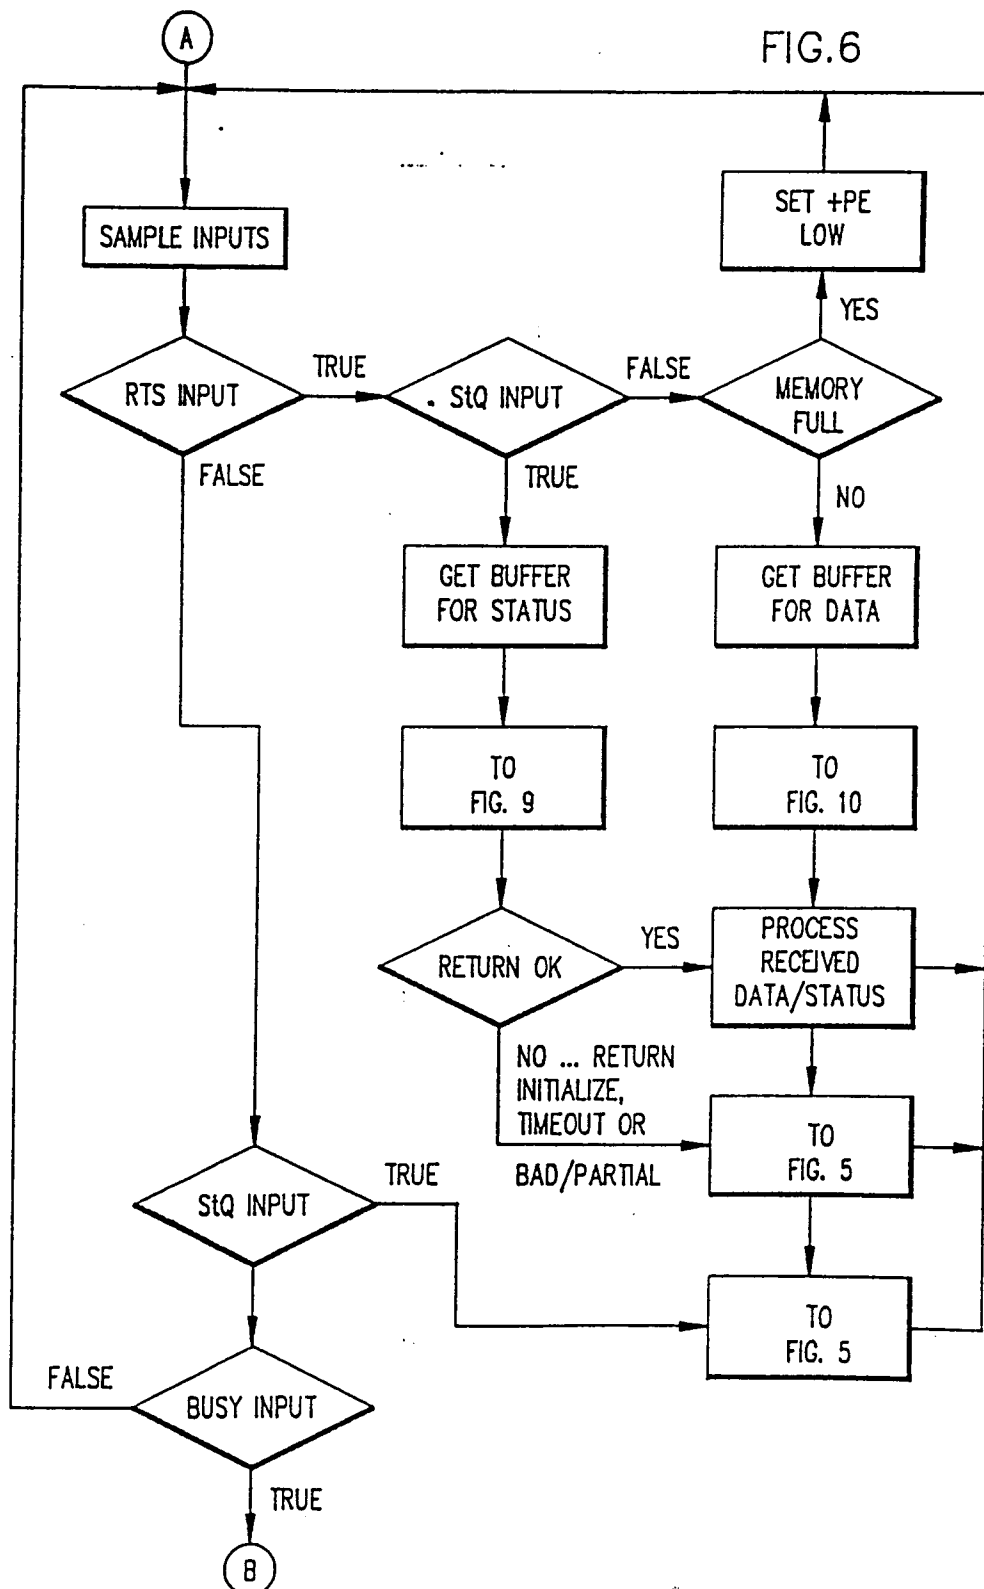 A
FIG.6
SET +PE
LOW
SAMPLE INPUTS
YES
RTS INPUT
TRUE
StQ INPUT
FALSE
MEMORY
FULL
FALSE
TRUE
NO
GET BUFFER
FOR STATUS
GET BUFFER
FOR DATA
TO
FIG. 9
TO
FIG. 10
RETURN OK
YES
PROCESS
RECEIVED
DATA/STATUS
NO ... RETURN
INITIALIZE,
TIMEOUT OR
BAD/PARTIAL
TO
FIG. 5
StQ INPUT
TRUE
TO
FIG. 5
FALSE
BUSY INPUT
TRUE
B